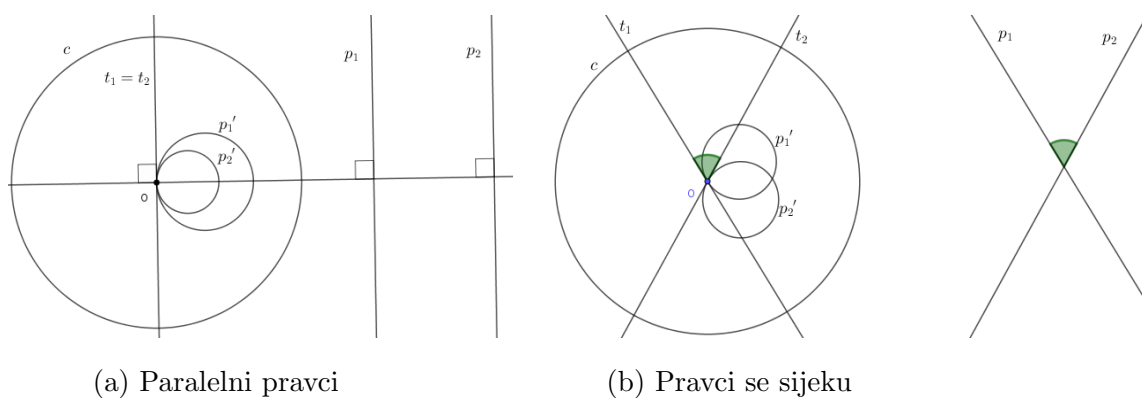 c
t₁ = t₂
p₁′
p₂′
O
p₁
p₂
(a) Paralelni pravci
t₁
t₂
c
p₁′
p₂′
O
p₁
p₂
(b) Pravci se sijeku